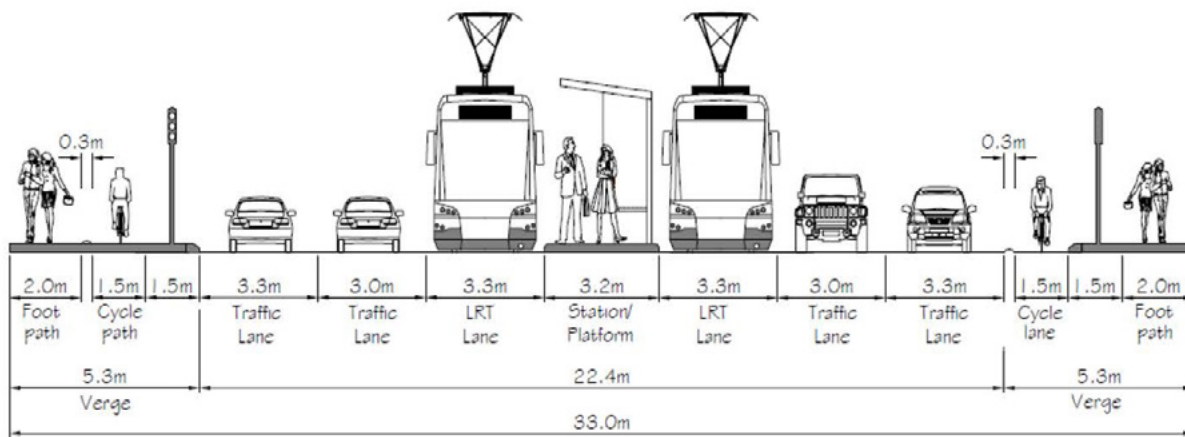 0.3m
0.3m
2.0m 1.5m 1.5m 3.3m 3.0m 3.3m 3.2m 3.3m 3.0m 3.3m 1.5m 1.5m 2.0m
Foot path
Cycle path
Traffic Lane
Traffic Lane
LRT Lane
Station/ Platform
LRT Lane
Traffic Lane
Traffic Lane
Cycle lane
Foot path
5.3m 22.4m 5.3m
Verge Verge
33.0m